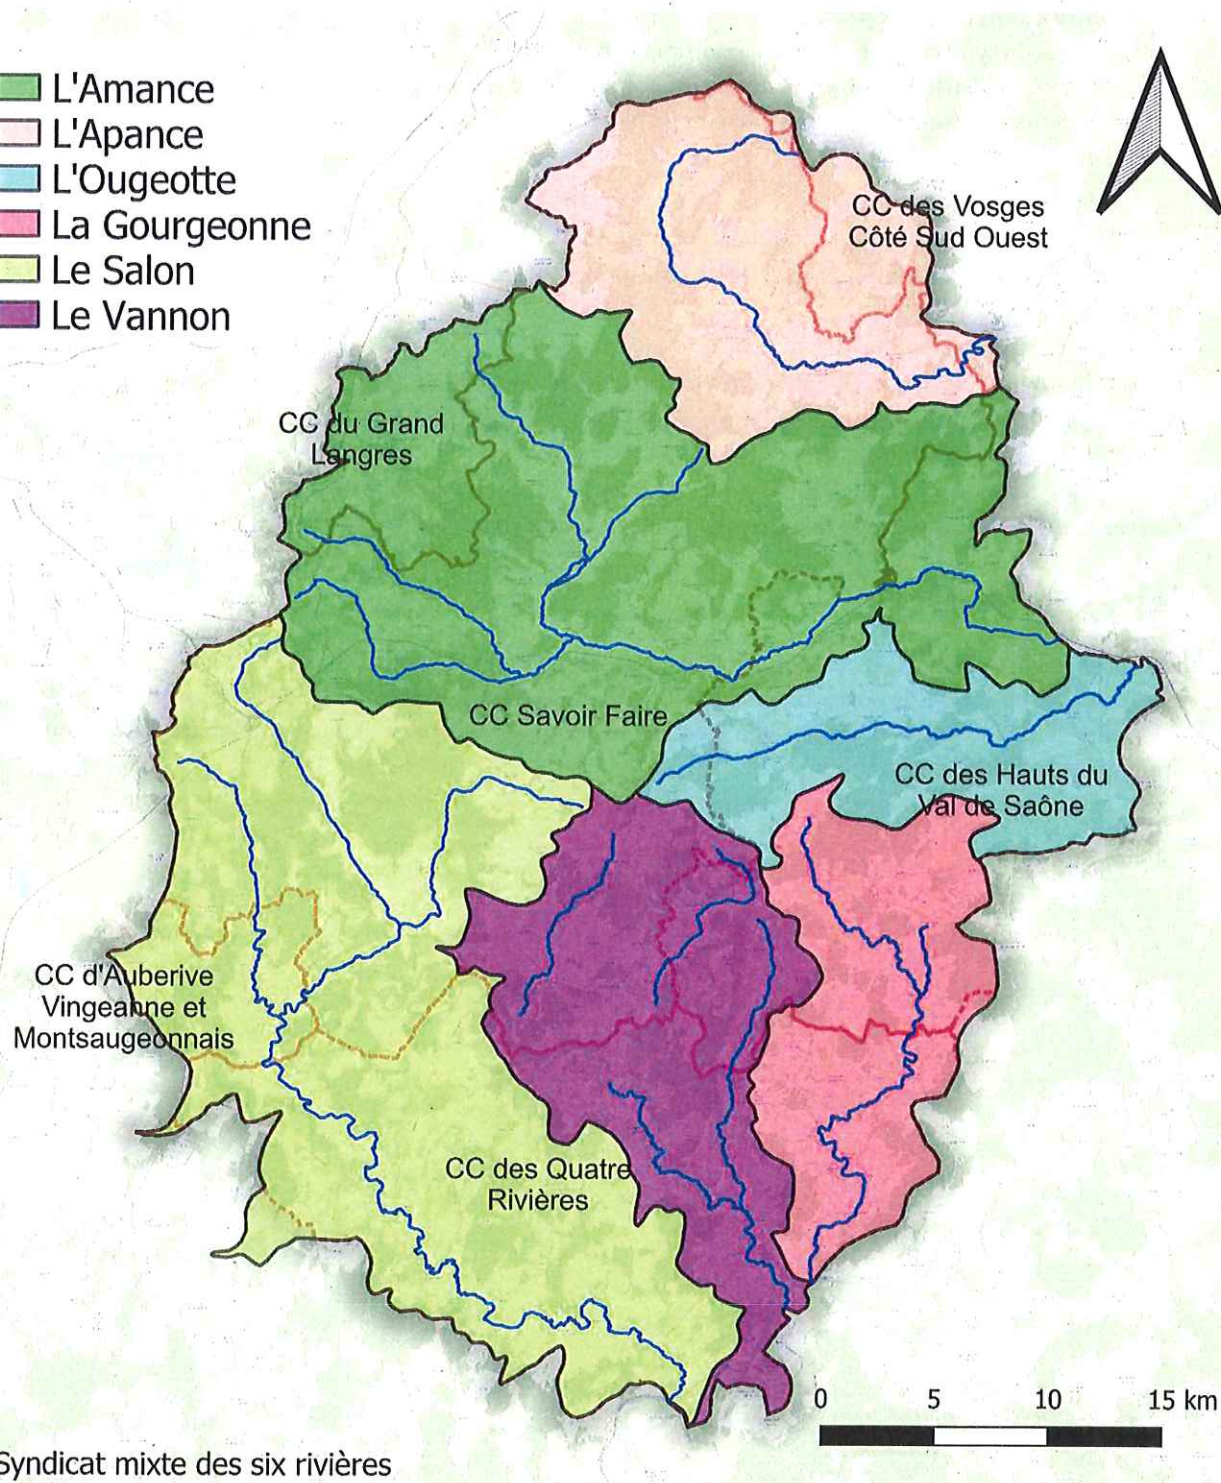 L'Amance
L'Apance
L'Ougeotte
La Gourgeonne
Le Salon
Le Vannon
CC des Vosges
Côté Sud Ouest
CC du Grand
Langres
CC Savoir Faire
CC des Hauts du
Val de Saône
CC d'Auberive
Vingeanne et
Montsaugeonnais
CC des Quatre
Rivières
0 5 10 15 km
Syndicat mixte des six rivières